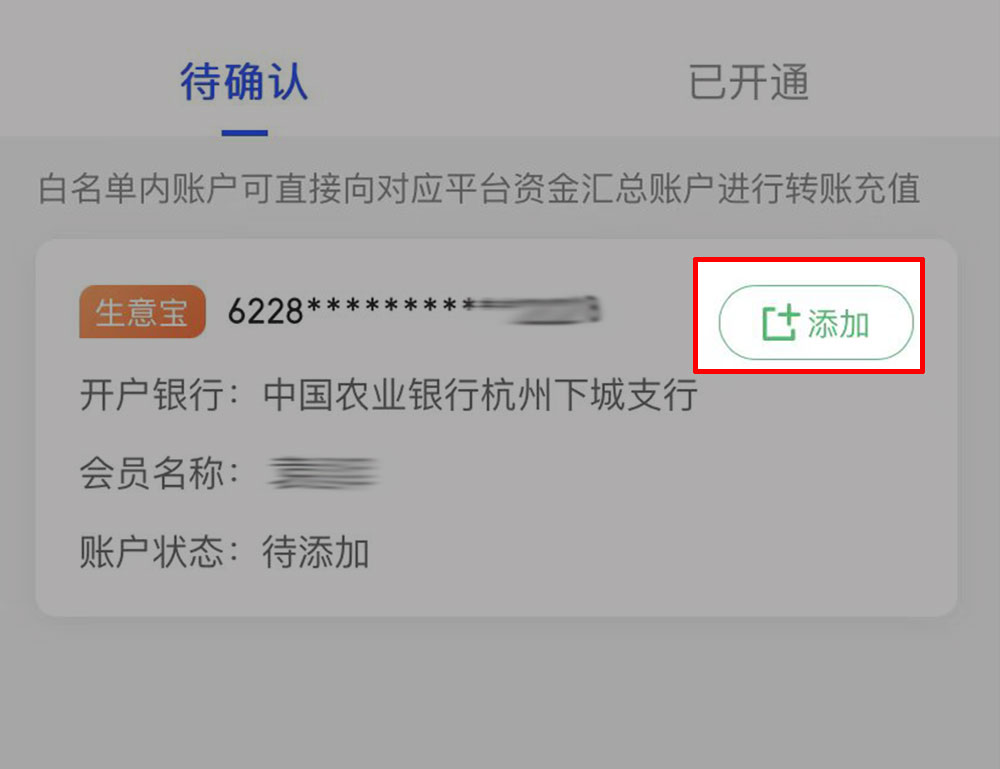 待确认 已开通
白名单内账户可直接向对应平台资金汇总账户进行转账充值
生意宝 6228********* 添加
开户银行：中国农业银行杭州下城支行
会员名称：
账户状态：待添加